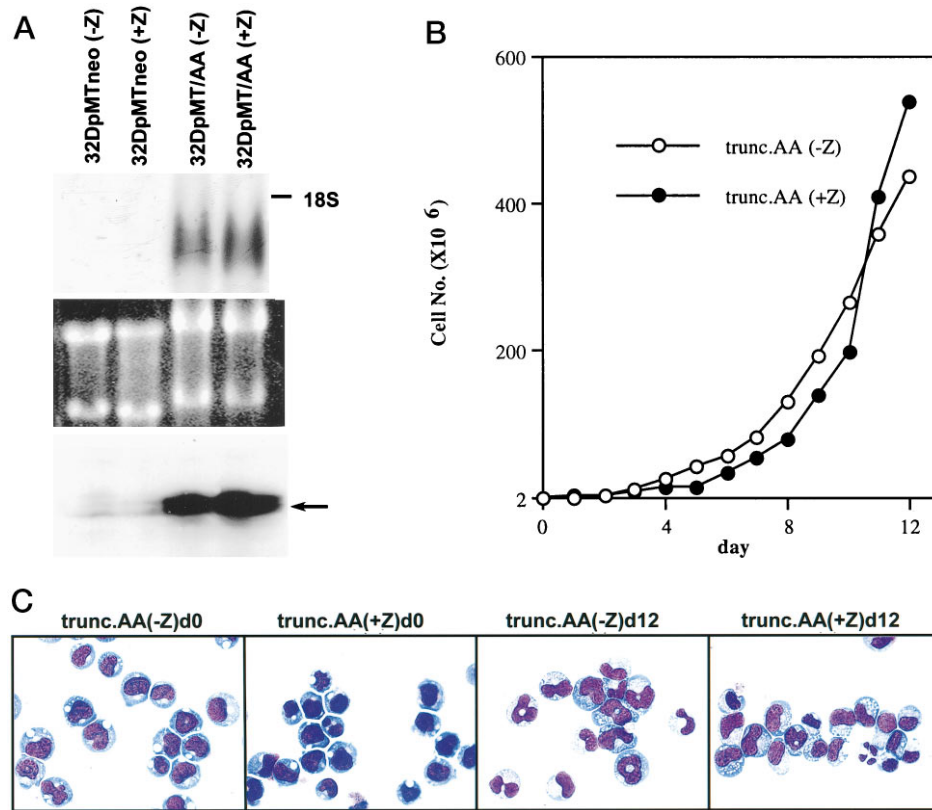 A
32DpMTneo (-Z)
32DpMTneo (+Z)
32DpMT/AA (-Z)
32DpMT/AA (+Z)
18S
B
600
400
200
2
Cell No. (X10 6)
trunc.AA (-Z)
trunc.AA (+Z)
0 4 8 12
day
C
trunc.AA(-Z)d0 trunc.AA(+Z)d0 trunc.AA(-Z)d12 trunc.AA(+Z)d12